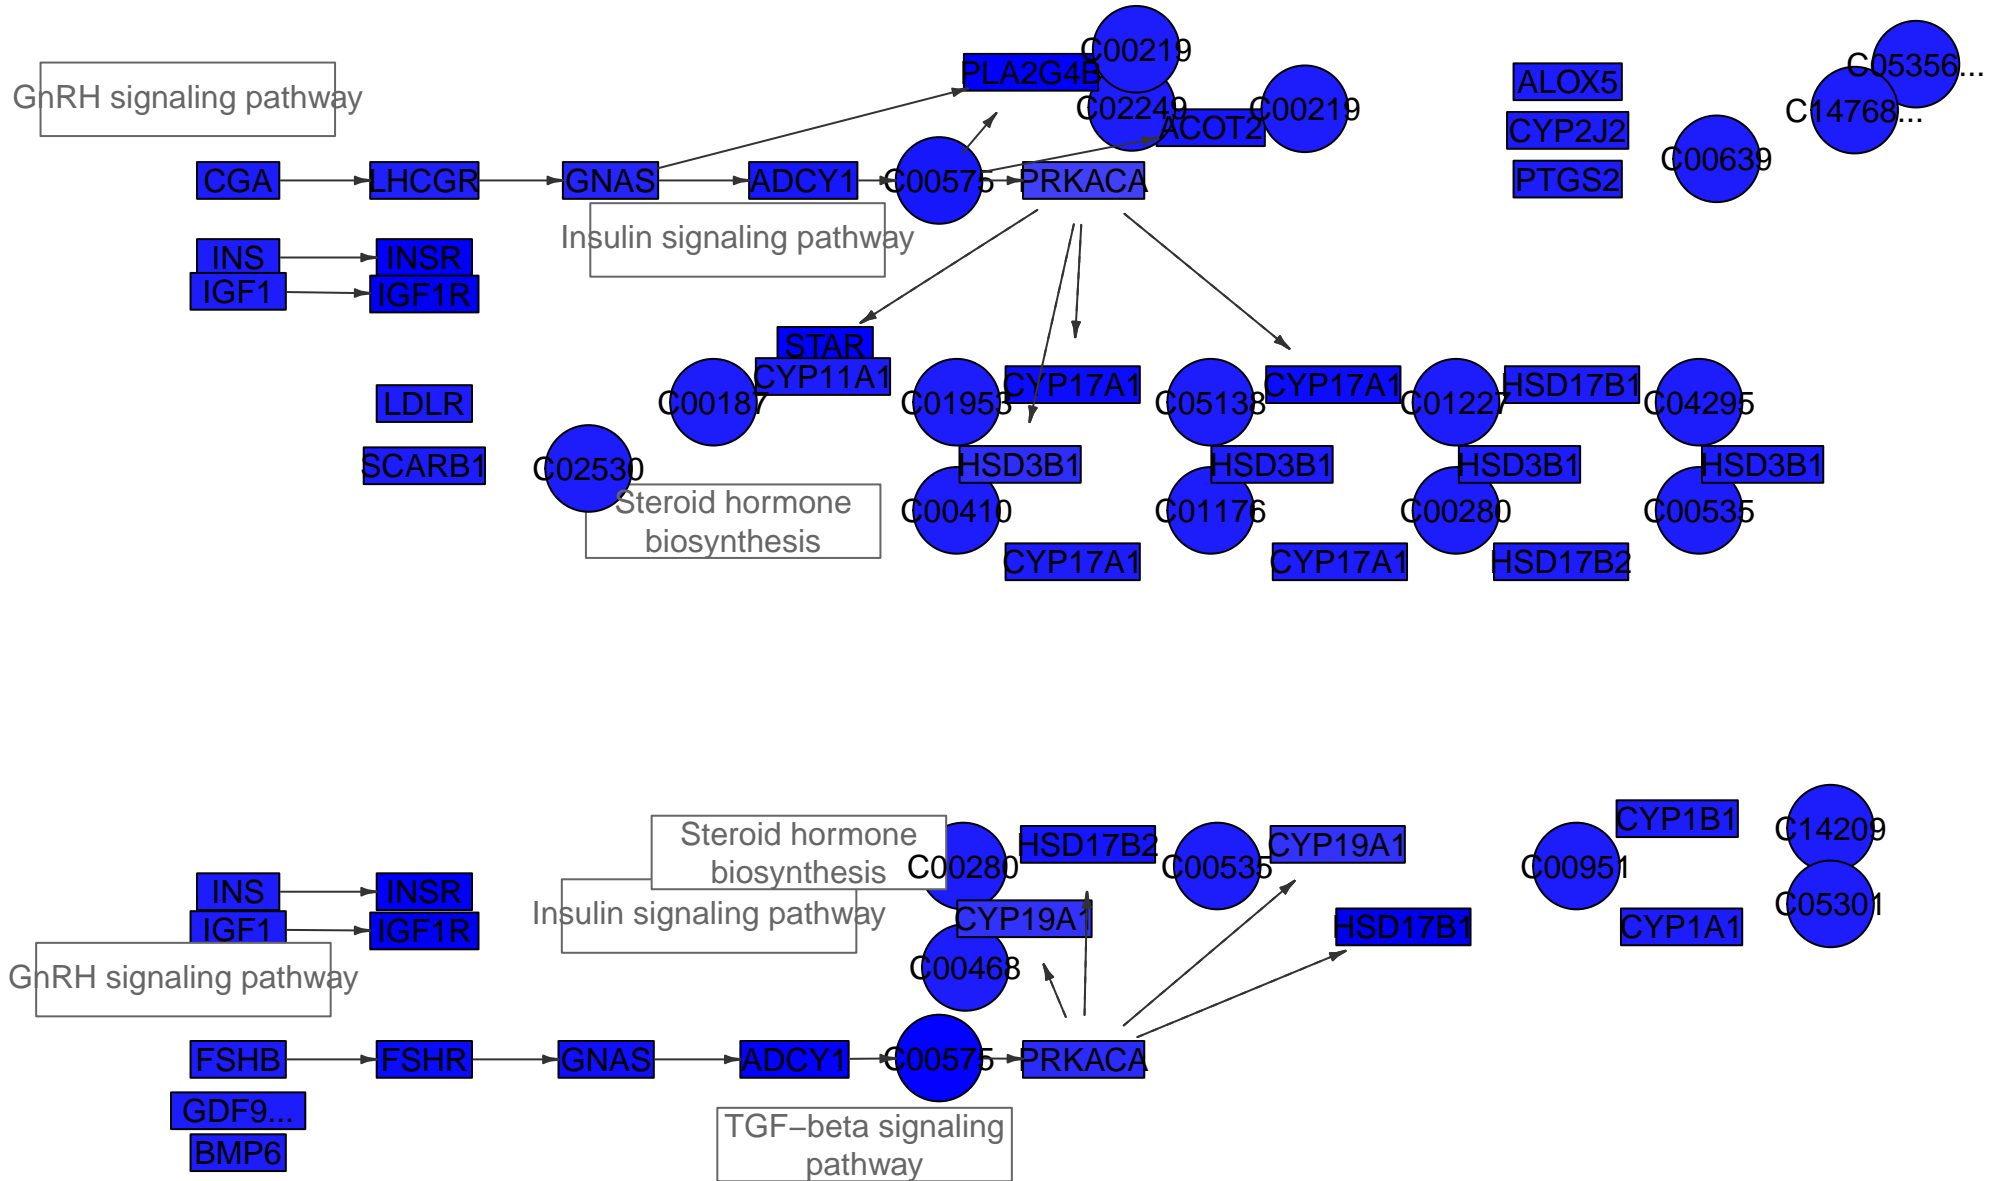 C00219
C05356...
PLA2G4B
ALOX5
GnRH signaling pathway
C02249
C00219
C14768...
ACOT2
CYP2J2
C00639
CGA
LHCGR
GNAS
ADCY1
C00575
PRKACA
PTGS2
Insulin signaling pathway
INS
INSR
IGF1
IGF1R
STAR
CYP11A1
CYP17A1
CYP17A1
HSD17B1
LDLR
C00187
C01953
C05138
C01227
C04295
SCARB1
C02530
HSD3B1
HSD3B1
HSD3B1
HSD3B1
Steroid hormone
biosynthesis
C00410
C01176
C00280
C00535
CYP17A1
CYP17A1
HSD17B2
CYP1B1
C14209
Steroid hormone
biosynthesis
C00280
HSD17B2
C00535
CYP19A1
C00951
INS
INSR
C05301
Insulin signaling pathway
CYP19A1
IGF1
IGF1R
HSD17B1
CYP1A1
GnRH signaling pathway
C00468
FSHB
FSHR
GNAS
ADCY1
C00575
PRKACA
GDF9...
TGF−beta signaling
pathway
BMP6